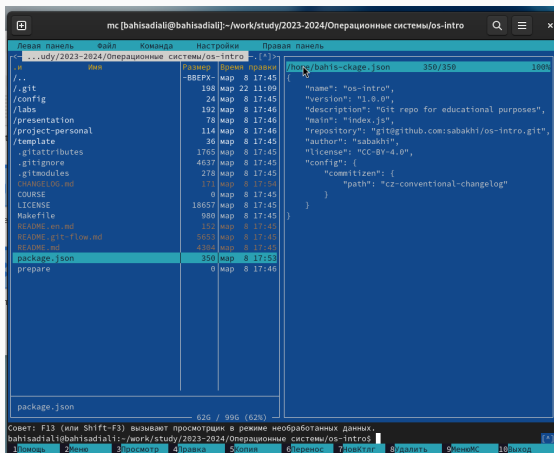 mc [bahisadiali@bahisadiali]:~/work/study/2023-2024/Операционные системы/os-intro
Левая панель Файл Команда Настройки Правая панель
...udy/2023-2024/Операционные системы/os-intro .[^]>
.и Имя Размер Время правки
/.. -ВВЕРХ- мар 8 17:45
/.git 198 мар 22 11:09
/config 24 мар 8 17:45
/labs 192 мар 8 17:46
/presentation 78 мар 8 17:46
/project-personal 114 мар 8 17:46
/template 36 мар 8 17:45
.gitattributes 1765 мар 8 17:45
.gitignore 4637 мар 8 17:45
.gitmodules 278 мар 8 17:45
CHANGELOG.md 171 мар 8 17:54
COURSE 0 мар 8 17:45
LICENSE 18657 мар 8 17:45
Makefile 980 мар 8 17:45
README.en.md 152 мар 8 17:45
README.git-flow.md 5653 мар 8 17:45
README.md 4304 мар 8 17:45
package.json 350 мар 8 17:53
prepare 0 мар 8 17:46
package.json
62G / 99G (62%)
/home/bahis~ckage.json 350/350 100%
{
"name": "os-intro",
"version": "1.0.0",
"description": "Git repo for educational purposes",
"main": "index.js",
"repository": "git@github.com:sabakhi/os-intro.git",
"author": "sabakhi",
"license": "CC-BY-4.0",
"config": {
"commitizen": {
"path": "cz-conventional-changelog"
}
}
}
Совет: F13 (или Shift-F3) вызывают просмотрщик в режиме необработанных данных.
bahisadiali@bahisadiali:~/work/study/2023-2024/Операционные системы/os-intro$ [^]
1Помощь 2Меню 3Просмотр 4Правка 5Копия 6Перенос 7НовКтлг 8Удалить 9МенюМС 10Выход